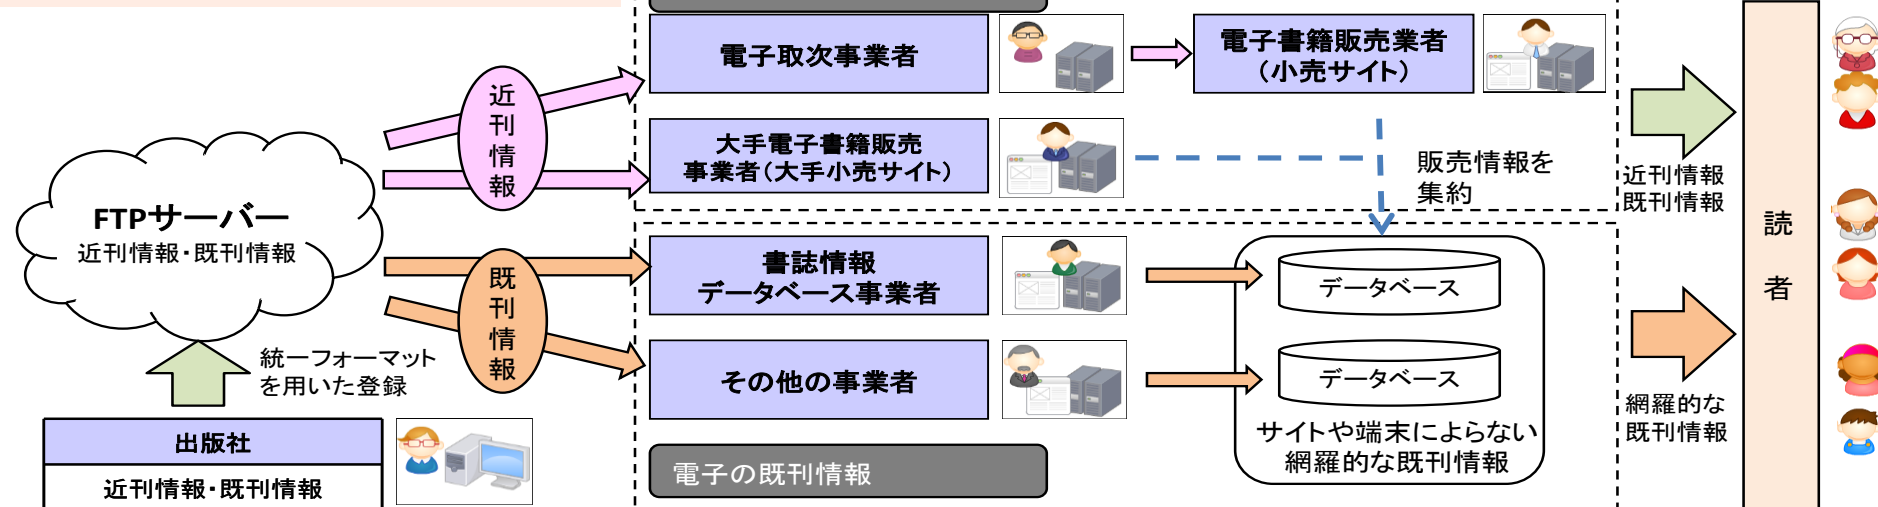 電子取次事業者
電子書籍販売業者
(小売サイト)
近刊情報
大手電子書籍販売
事業者(大手小売サイト)
販売情報を
集約
近刊情報
既刊情報
FTPサーバー
近刊情報・既刊情報
読者
既刊情報
書誌情報
データベース事業者
データベース
その他の事業者
データベース
統一フォーマット
を用いた登録
サイトや端末によらない
網羅的な既刊情報
網羅的な
既刊情報
出版社
近刊情報・既刊情報
電子の既刊情報